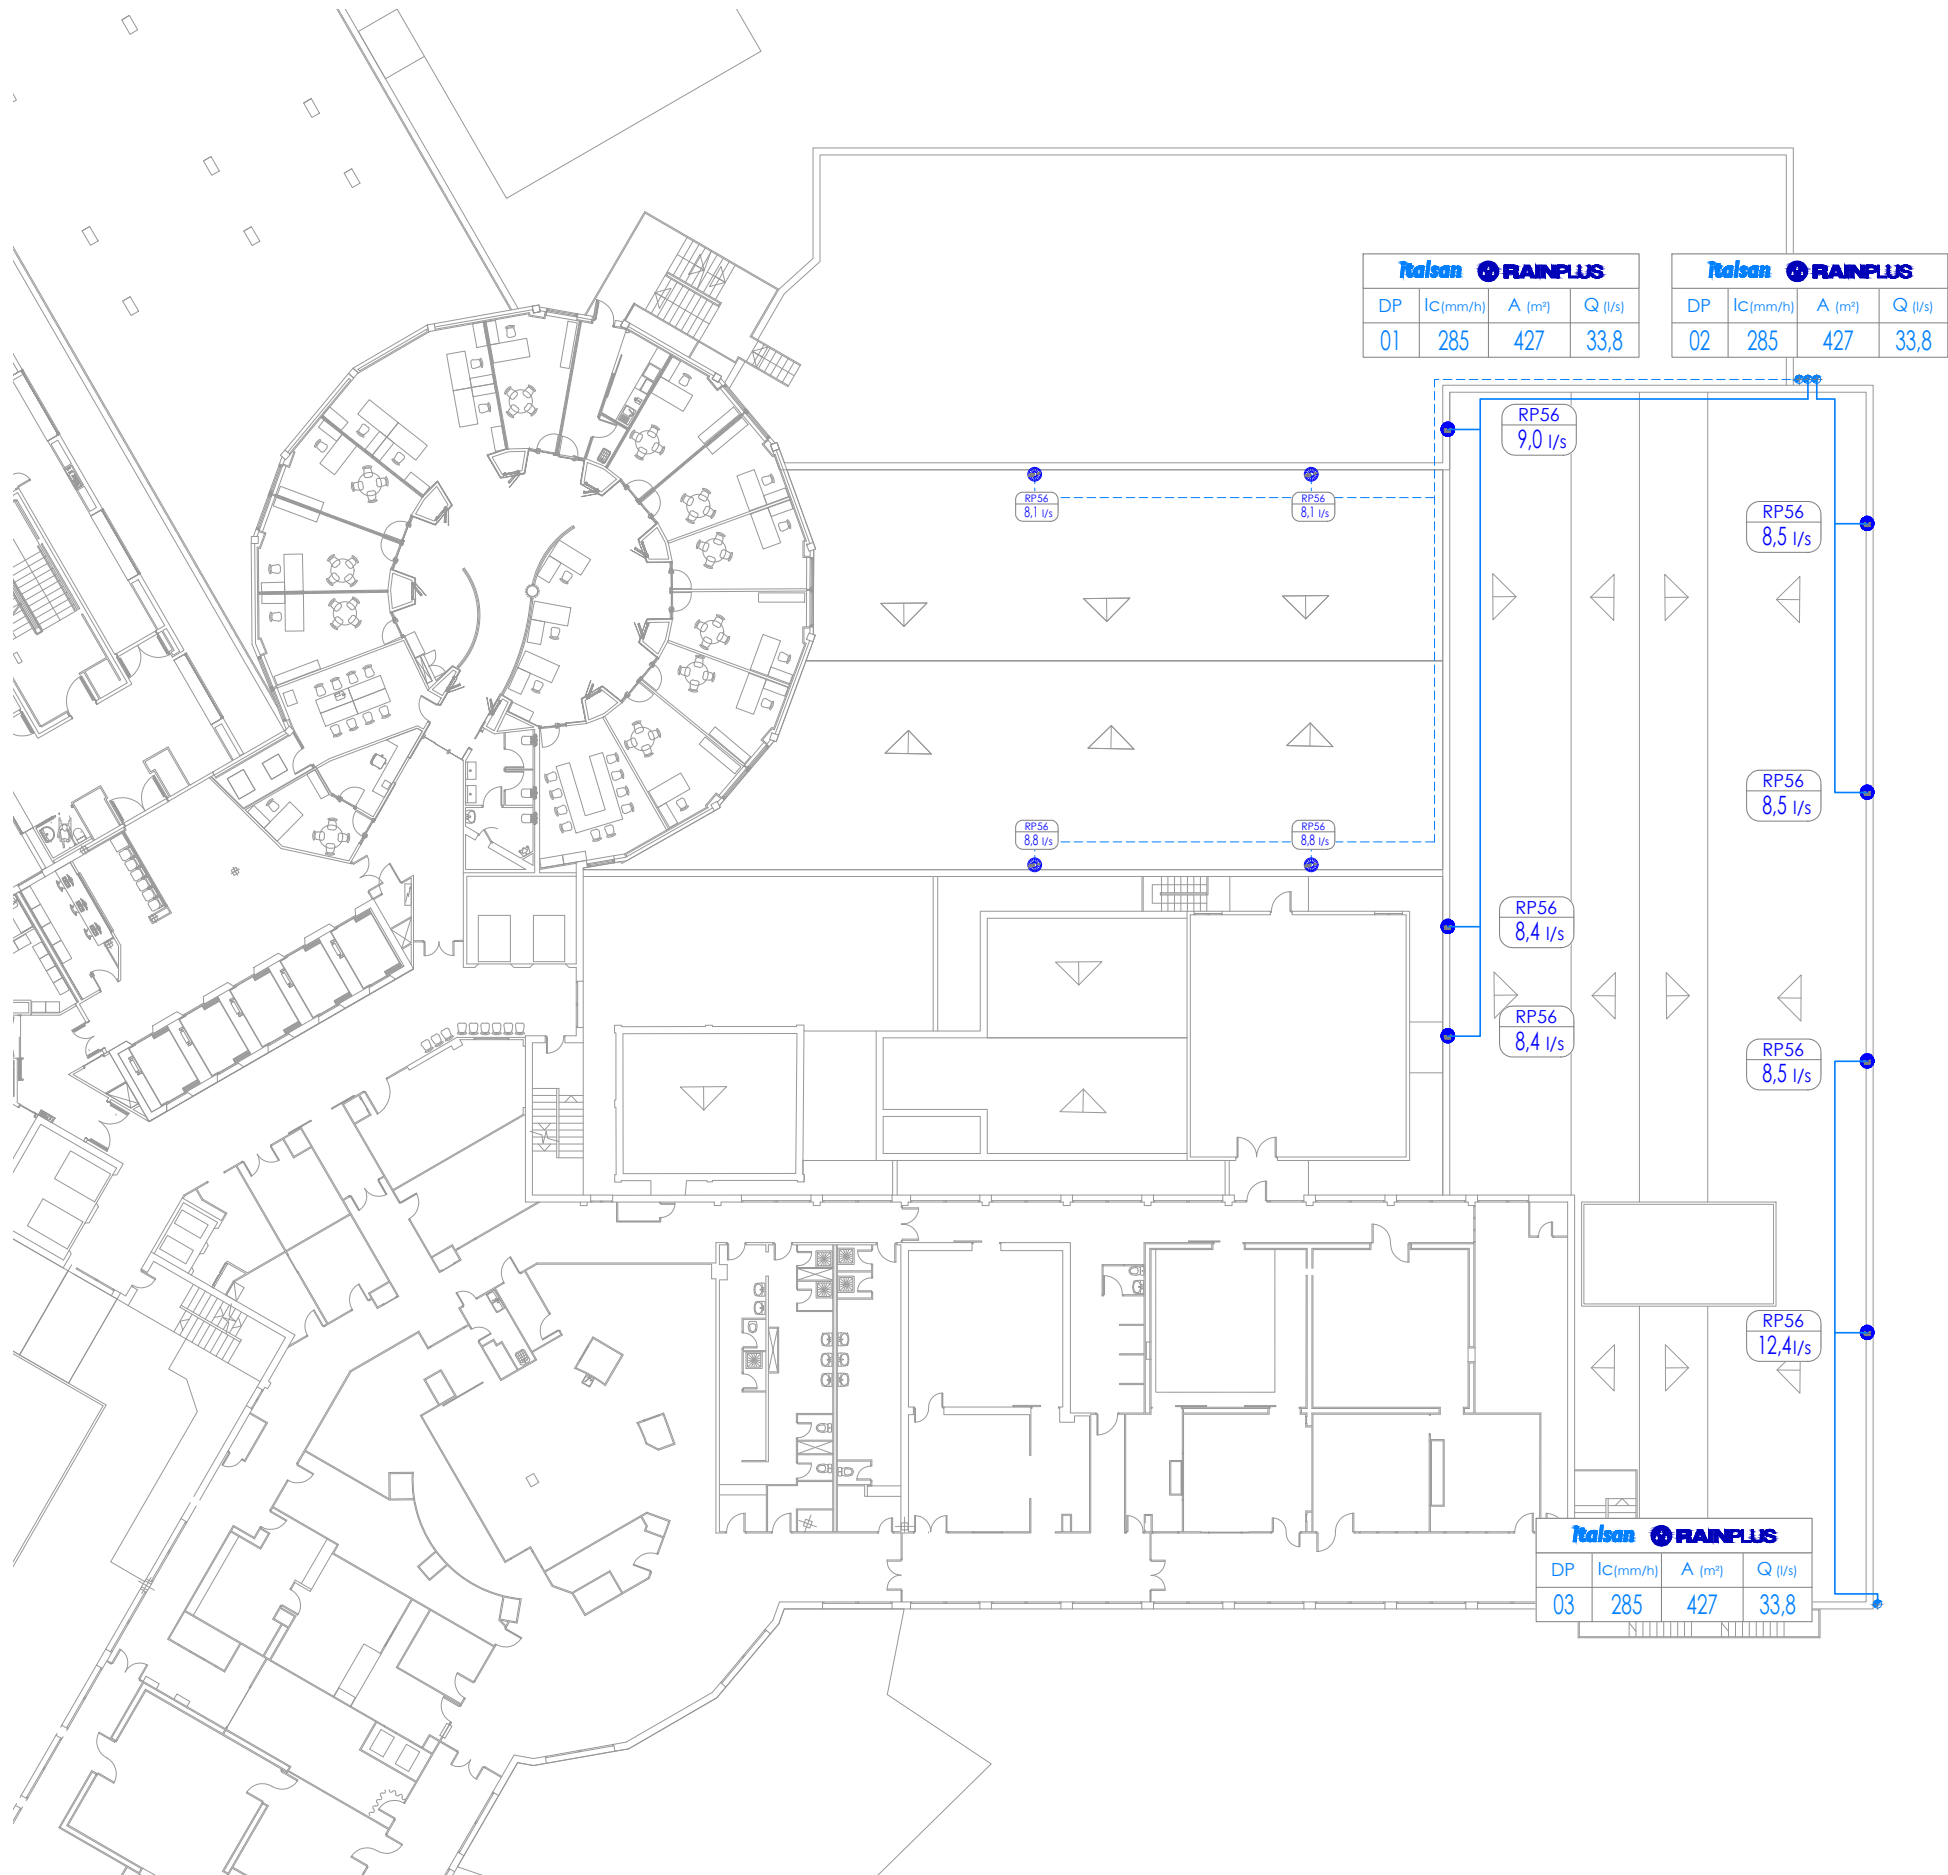 Italsan RAINPLUS
DP IC(mm/h) A (m²) Q (l/s)
01 285 427 33,8
Italsan RAINPLUS
DP IC(mm/h) A (m²) Q (l/s)
02 285 427 33,8
RP56
9,0 l/s
RP56
8,1 l/s
RP56
8,1 l/s
RP56
8,5 l/s
RP56
8,5 l/s
RP56
8,8 l/s
RP56
8,8 l/s
RP56
8,4 l/s
RP56
8,4 l/s
RP56
8,5 l/s
RP56
12,4l/s
Italsan RAINPLUS
DP IC(mm/h) A (m²) Q (l/s)
03 285 427 33,8